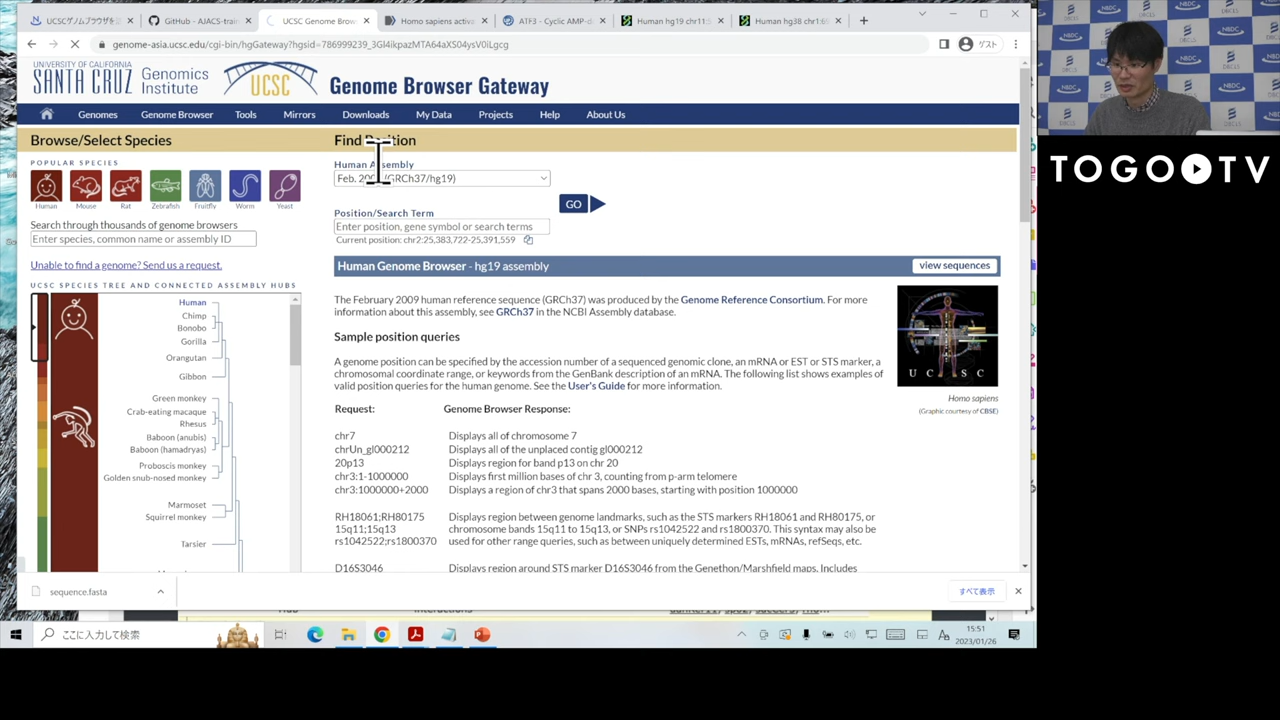 UCSCゲノムブラウザを活
GitHub - AJACS-train
UCSC Genome Brow
Homo sapiens activa
ATF3 - Cyclic AMP-d
Human hg19 chr11:5
Human hg38 chr1:69
genome-asia.ucsc.edu/cgi-bin/hgGateway?hgsid=786999239_3Gl4ikpazMTA64aXS04ysV0iLgcg
ゲスト
UNIVERSITY OF CALIFORNIA
SANTA CRUZ
Genomics
Institute
UCSC
Genome Browser Gateway
Genomes
Genome Browser
Tools
Mirrors
Downloads
My Data
Projects
Help
About Us
Browse/Select Species
POPULAR SPECIES
Human
Mouse
Rat
Zebrafish
Fruitfly
Worm
Yeast
Search through thousands of genome browsers
Enter species, common name or assembly ID
Unable to find a genome? Send us a request.
UCSC SPECIES TREE AND CONNECTED ASSEMBLY HUBS
Human
Chimp
Bonobo
Gorilla
Orangutan
Gibbon
Green monkey
Crab-eating macaque
Rhesus
Baboon (anubis)
Baboon (hamadryas)
Proboscis monkey
Golden snub-nosed monkey
Marmoset
Squirrel monkey
Tarsier
Find Position
Human Assembly
Feb. 2009 (GRCh37/hg19)
GO
Position/Search Term
Enter position, gene symbol or search terms
Current position: chr2:25,383,722-25,391,559
Human Genome Browser - hg19 assembly
view sequences
The February 2009 human reference sequence (GRCh37) was produced by the Genome Reference Consortium. For more
information about this assembly, see GRCh37 in the NCBI Assembly database.
Sample position queries
A genome position can be specified by the accession number of a sequenced genomic clone, an mRNA or EST or STS marker, a
chromosomal coordinate range, or keywords from the GenBank description of an mRNA. The following list shows examples of
valid position queries for the human genome. See the User's Guide for more information.
UCSC
Homo sapiens
(Graphic courtesy of CBSE)
Request: Genome Browser Response:
chr7 Displays all of chromosome 7
chrUn_gl000212 Displays all of the unplaced contig gl000212
20p13 Displays region for band p13 on chr 20
chr3:1-1000000 Displays first million bases of chr 3, counting from p-arm telomere
chr3:1000000+2000 Displays a region of chr3 that spans 2000 bases, starting with position 1000000
RH18061;RH80175 Displays region between genome landmarks, such as the STS markers RH18061 and RH80175, or
15q11;15q13 chromosome bands 15q11 to 15q13, or SNPs rs1042522 and rs1800370. This syntax may also be
rs1042522;rs1800370 used for other range queries, such as between uniquely determined ESTs, mRNAs, refSeqs, etc.
D16S3046 Displays region around STS marker D16S3046 from the Genethon/Marshfield maps. Includes
sequence.fasta
すべて表示
ここに入力して検索
15:51
2023/01/26
NBDC
DBCLS
TOGO TV